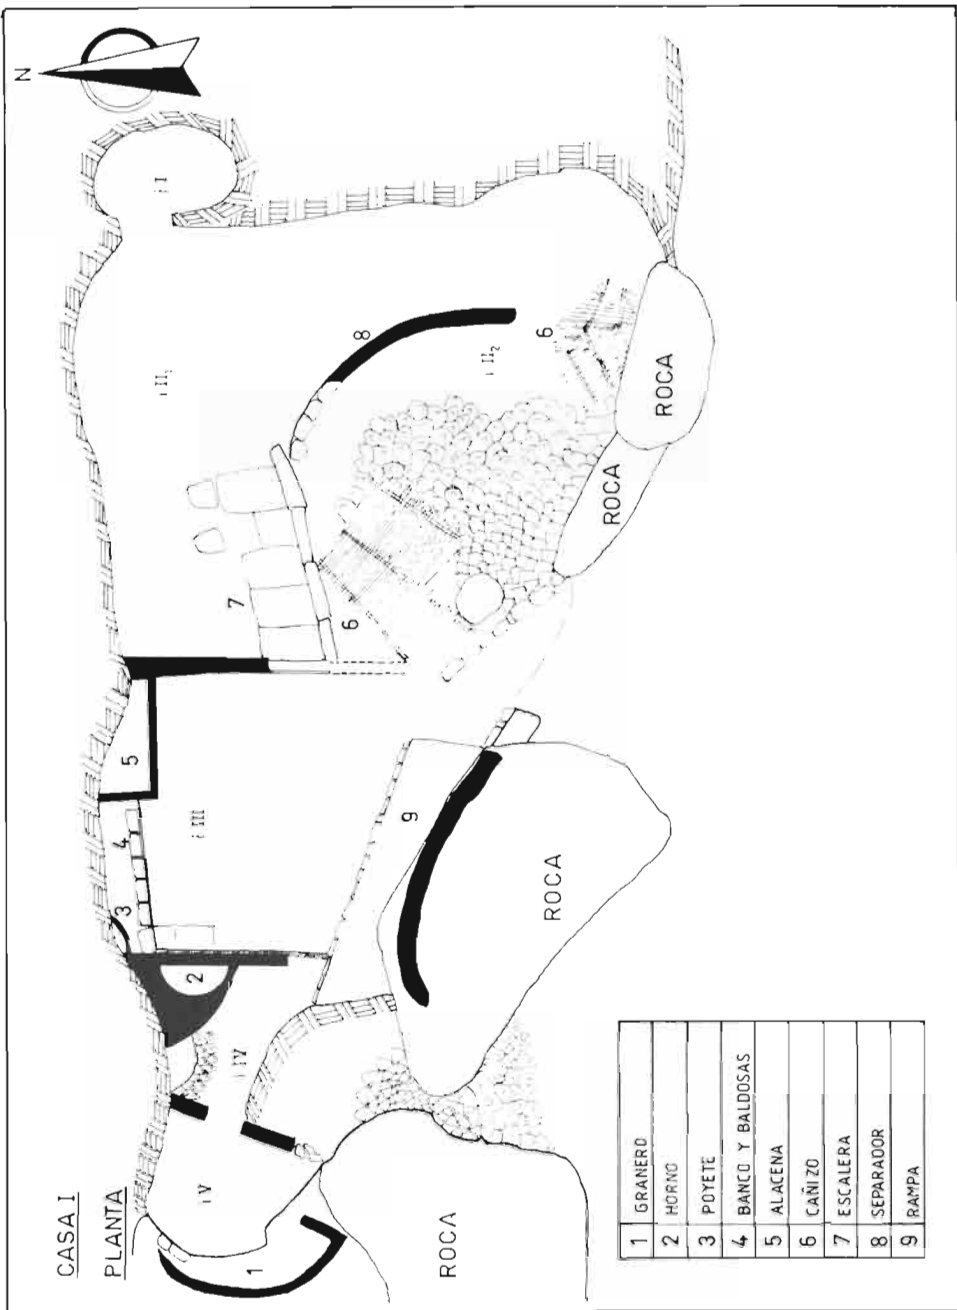 CASA I
PLANTA
N
i I
i II₁
i II₂
i III
i IV
i V
1
2
3
4
5
6
6
7
8
9
ROCA
ROCA
ROCA
ROCA
1 GRANERO
2 HORNO
3 POYETE
4 BANCO Y BALDOSAS
5 ALACENA
6 CAÑIZO
7 ESCALERA
8 SEPARADOR
9 RAMPA